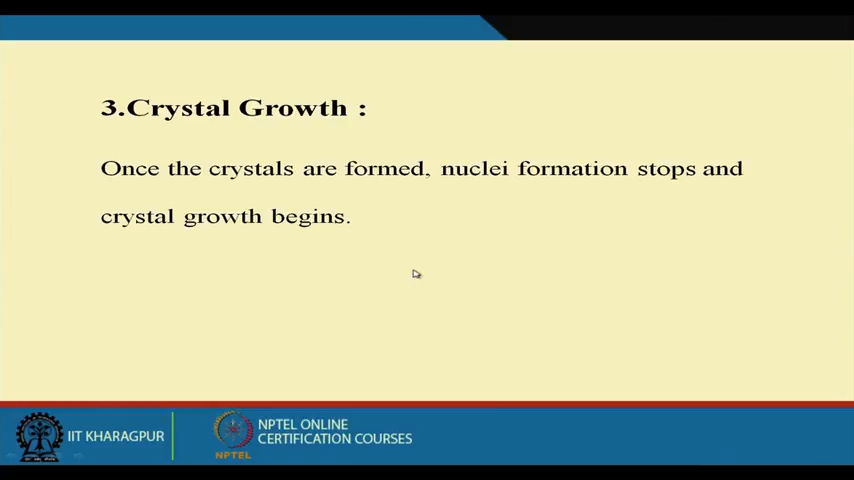 3.Crystal Growth :
Once the crystals are formed, nuclei formation stops and
crystal growth begins.
IIT KHARAGPUR
NPTEL
NPTEL ONLINE
CERTIFICATION COURSES